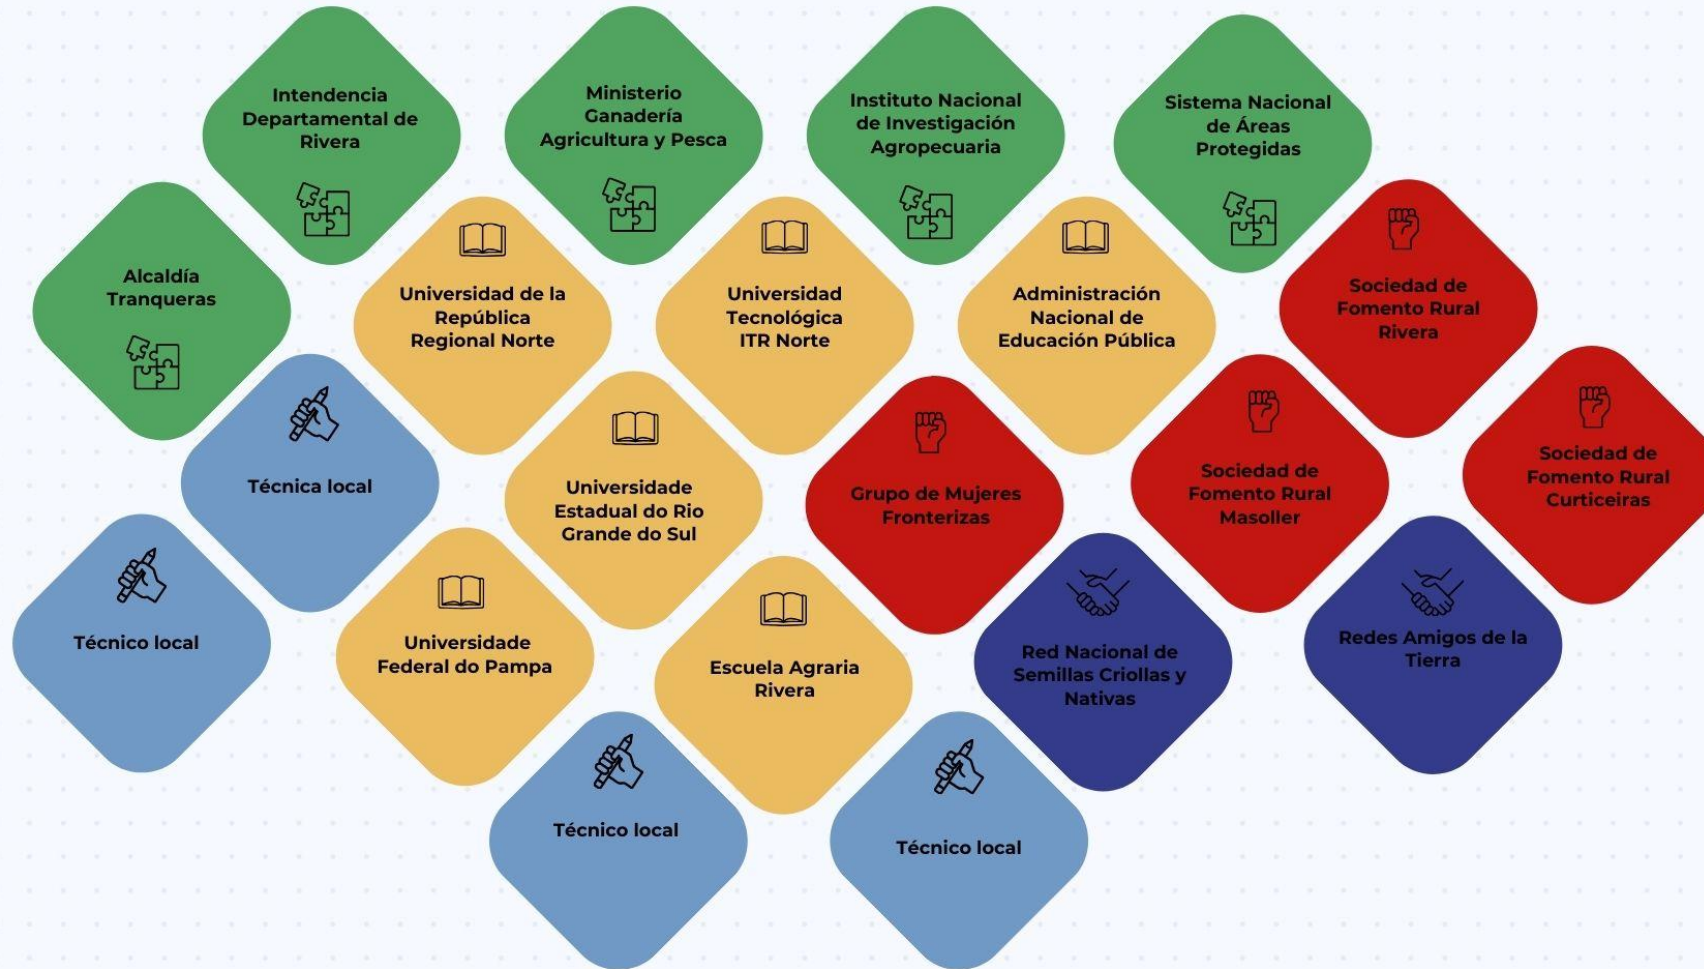 Intendencia
Departamental de
Rivera
Ministerio
Ganadería
Agricultura y Pesca
Instituto Nacional
de Investigación
Agropecuaria
Sistema Nacional
de Áreas
Protegidas
Alcaldía
Tranqueras
Universidad de la
República
Regional Norte
Universidad
Tecnológica
ITR Norte
Administración
Nacional de
Educación Pública
Sociedad de
Fomento Rural
Rivera
Técnica local
Universidade
Estadual do Rio
Grande do Sul
Grupo de Mujeres
Fronterizas
Sociedad de
Fomento Rural
Masoller
Sociedad de
Fomento Rural
Curticeiras
Técnico local
Universidade
Federal do Pampa
Escuela Agraria
Rivera
Red Nacional de
Semillas Criollas y
Nativas
Redes Amigos de la
Tierra
Técnico local
Técnico local